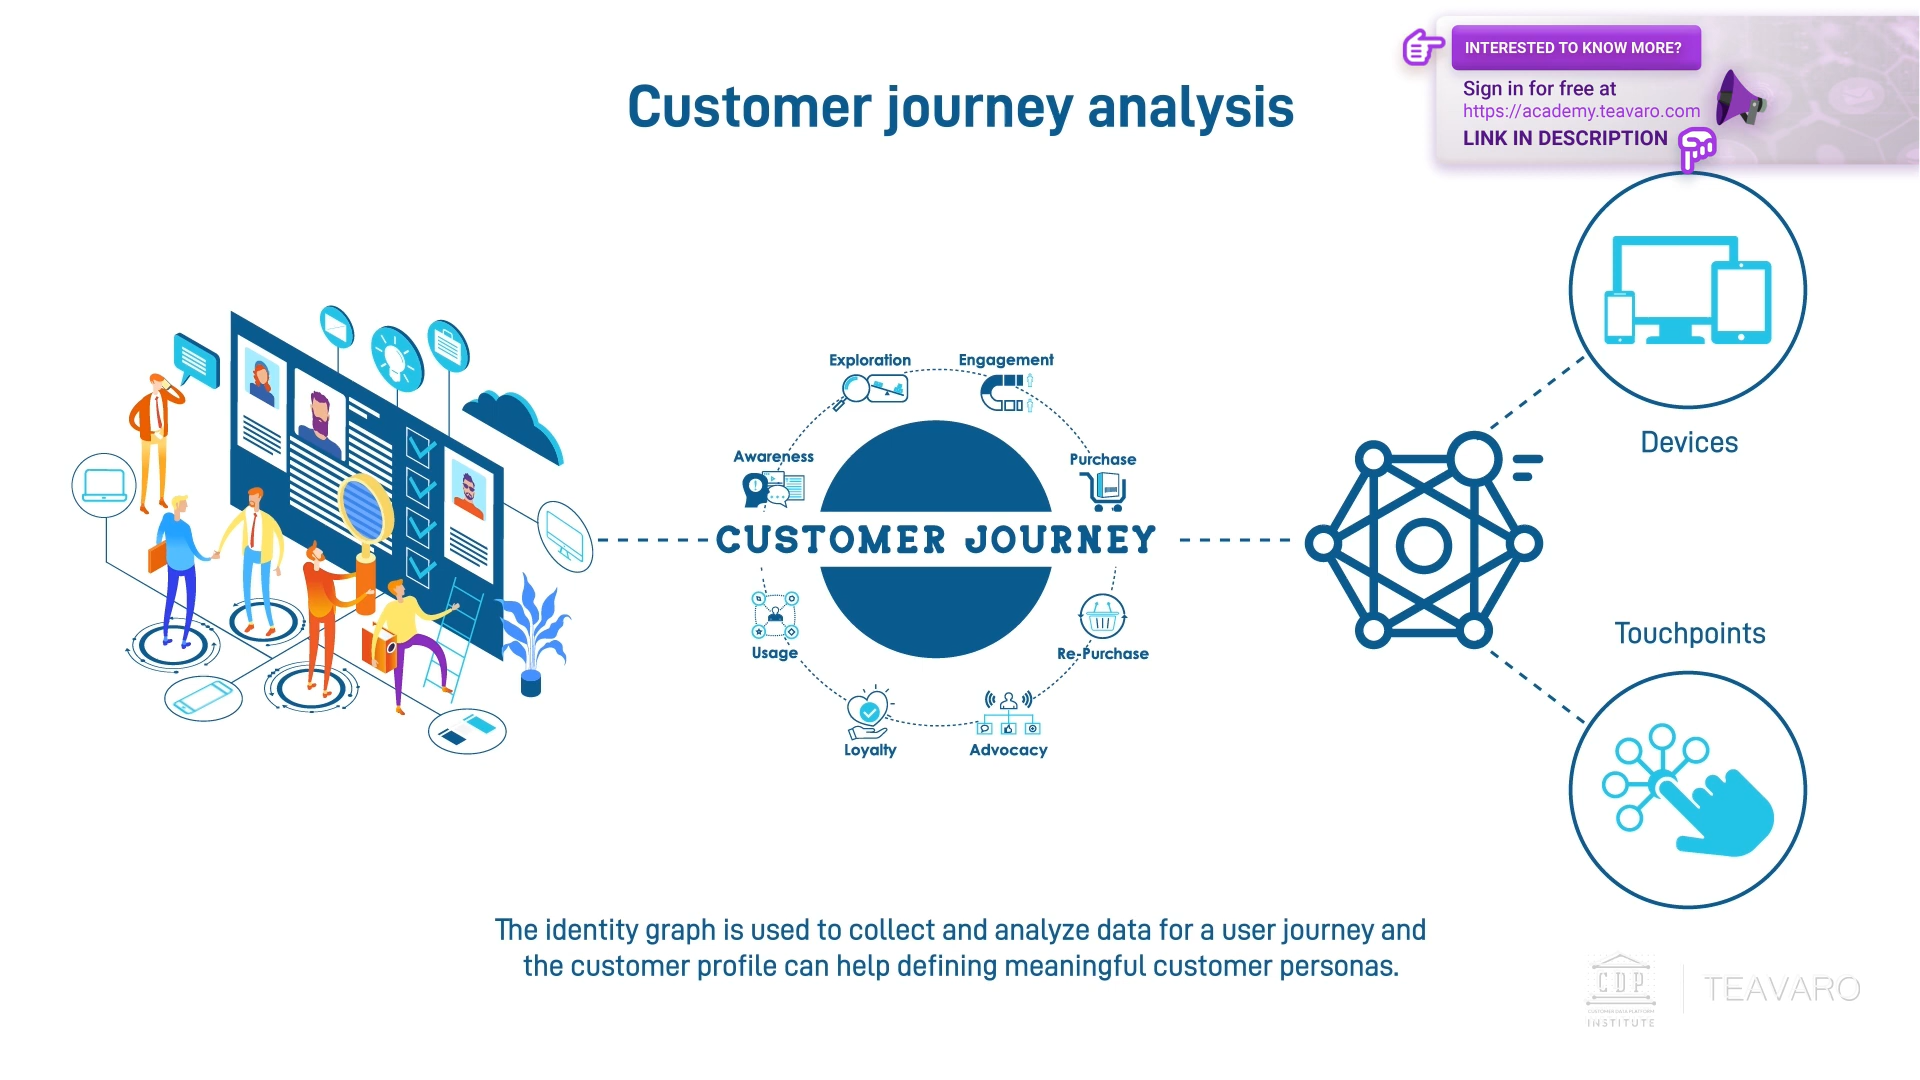 INTERESTED TO KNOW MORE?
Sign in for free at
https://academy.teavaro.com
LINK IN DESCRIPTION
Customer journey analysis
Exploration
Engagement
Awareness
Purchase
CUSTOMER JOURNEY
Usage
Re-Purchase
Loyalty
Advocacy
Devices
Touchpoints
The identity graph is used to collect and analyze data for a user journey and
the customer profile can help defining meaningful customer personas.
CDP
CUSTOMER DATA PLATFORM
INSTITUTE
TEAVARO